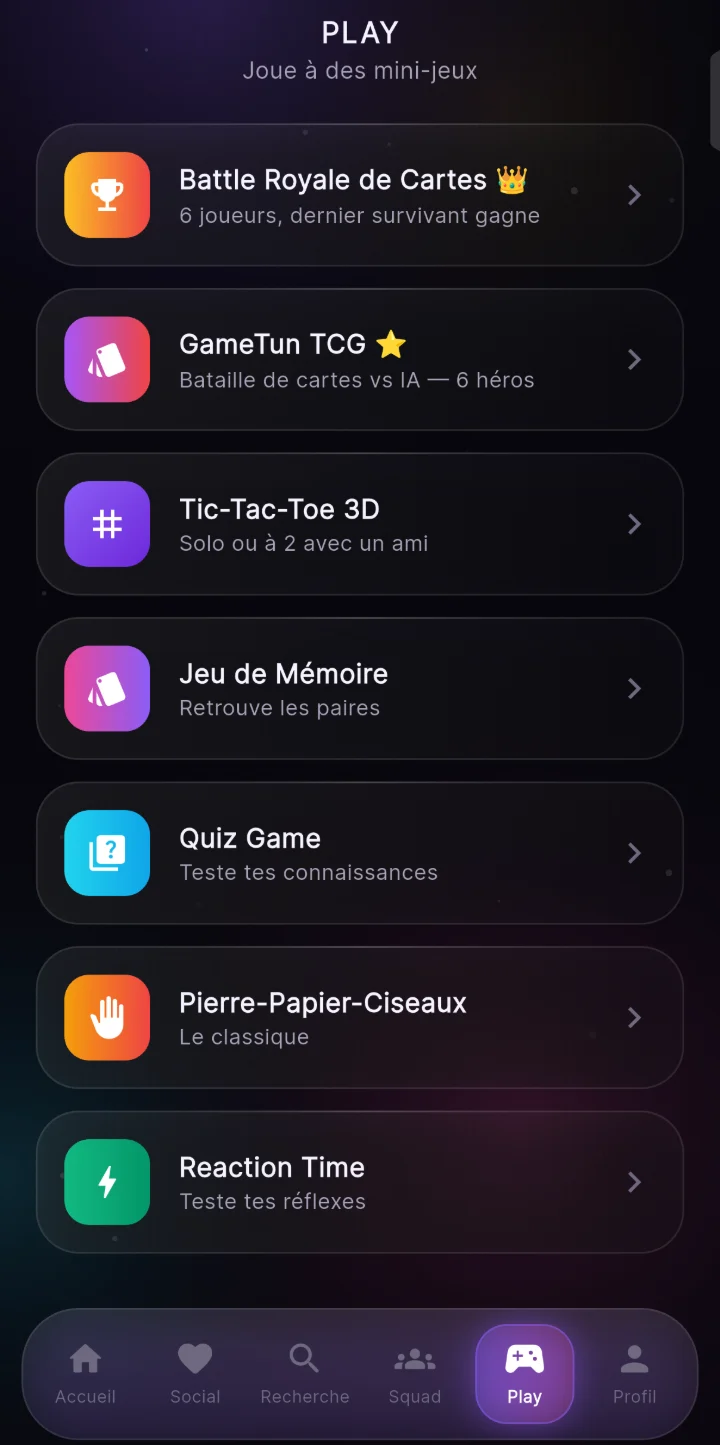 PLAY
Joue à des mini-jeux
Battle Royale de Cartes 👑
6 joueurs, dernier survivant gagne
GameTun TCG ⭐
Bataille de cartes vs IA — 6 héros
Tic-Tac-Toe 3D
Solo ou à 2 avec un ami
Jeu de Mémoire
Retrouve les paires
Quiz Game
Teste tes connaissances
Pierre-Papier-Ciseaux
Le classique
Reaction Time
Teste tes réflexes
Accueil Social Recherche Squad Play Profil